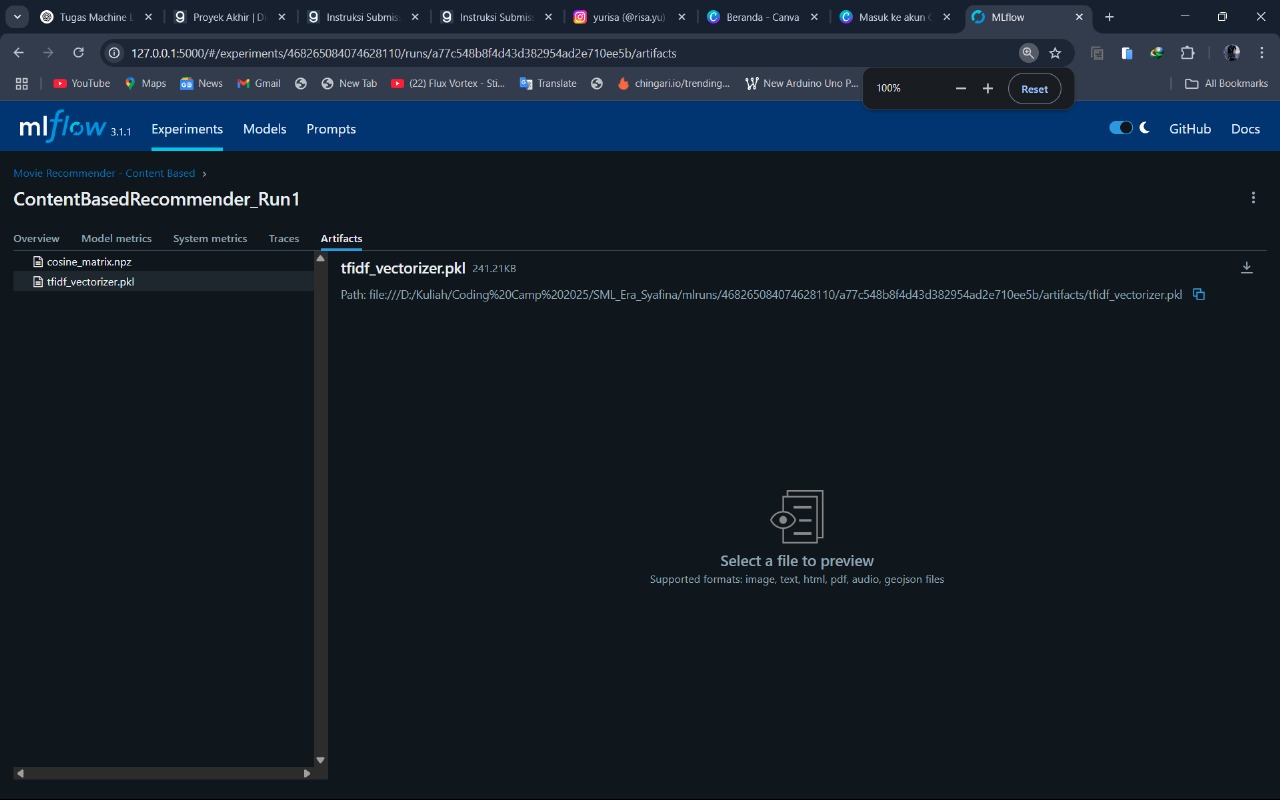 Tugas Machine L
Proyek Akhir | Di
Instruksi Submiss
Instruksi Submiss
yurisa (@risa.yu)
Beranda - Canva
Masuk ke akun C
MLflow
127.0.0.1:5000/#/experiments/468265084074628110/runs/a77c548b8f4d43d382954ad2e710ee5b/artifacts
YouTube
Maps
News
Gmail
New Tab
(22) Flux Vortex - Sti...
Translate
chingari.io/trending...
New Arduino Uno P...
All Bookmarks
100%
Reset
mlflow 3.1.1
Experiments
Models
Prompts
GitHub
Docs
Movie Recommender - Content Based
ContentBasedRecommender_Run1
Overview
Model metrics
System metrics
Traces
Artifacts
cosine_matrix.npz
tfidf_vectorizer.pkl
tfidf_vectorizer.pkl 241.21KB
Path: file:///D:/Kuliah/Coding%20Camp%202025/SML_Era_Syafina/mlruns/468265084074628110/a77c548b8f4d43d382954ad2e710ee5b/artifacts/tfidf_vectorizer.pkl
Select a file to preview
Supported formats: image, text, html, pdf, audio, geojson files